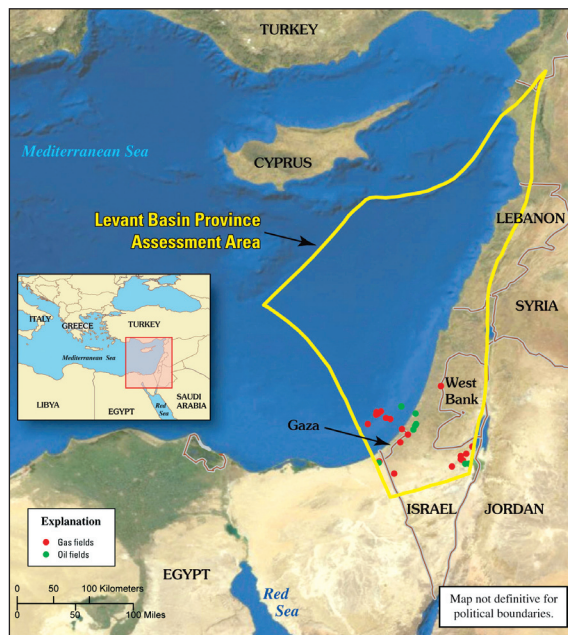 TURKEY
Mediterranean Sea
CYPRUS
Levant Basin Province
Assessment Area
LEBANON
SYRIA
ITALY
GREECE
TURKEY
Mediterranean Sea
LIBYA
EGYPT
Red
Sea
SAUDI
ARABIA
West
Bank
Gaza
ISRAEL
JORDAN
Explanation
Gas fields
Oil fields
0 50 100 Kilometers
0 50 100 Miles
EGYPT
Red
Sea
Map not definitive for
political boundaries.